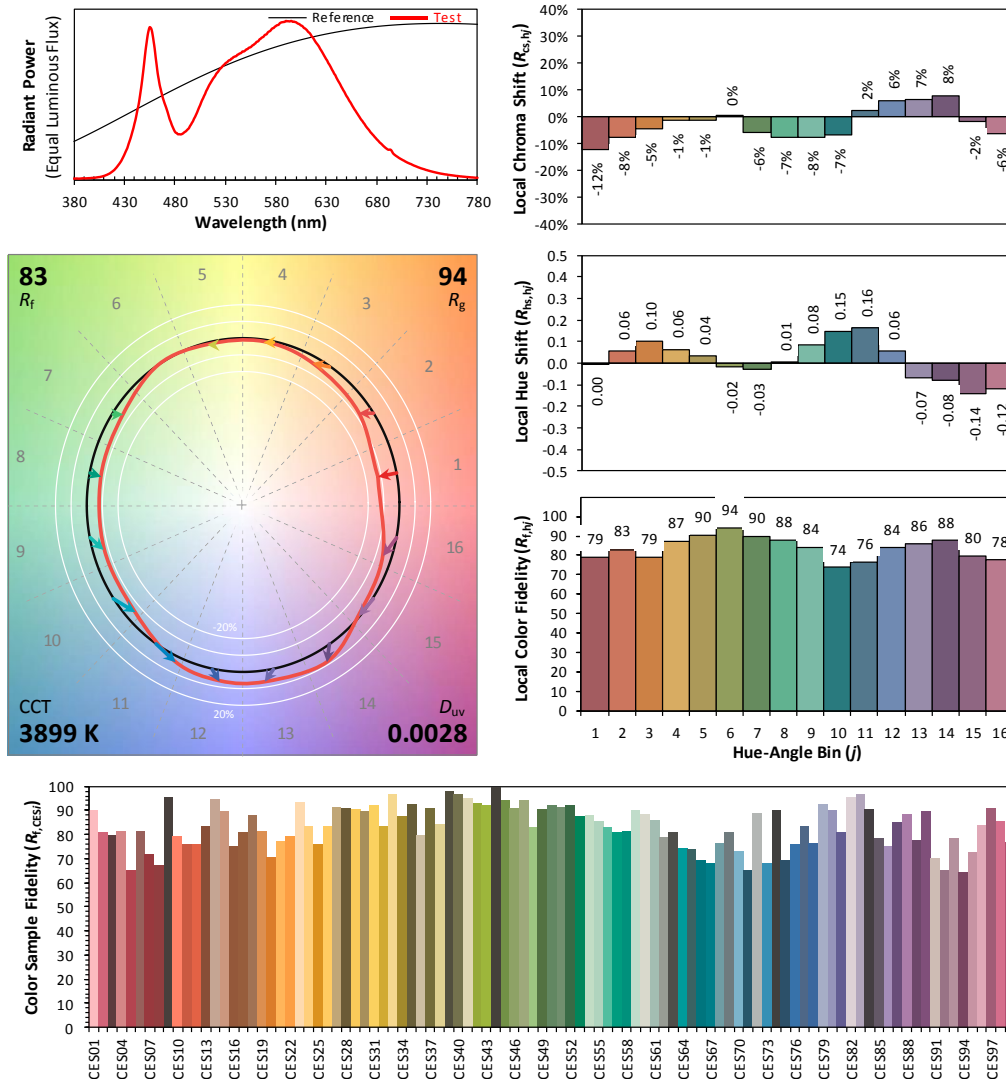 Reference Test
Radiant Power
(Equal Luminous Flux)
380 430 480 530 580 630 680 730 780
Wavelength (nm)
Local Chroma Shift (Rcs,hj)
40%
30%
20%
10%
0%
-10%
-20%
-30%
-40%
-12% -8% -5% -1% -1% 0% -6% -7% -8% -7% 2% 6% 7% 8% -2% -6%
83
Rf
94
Rg
5 4
6 3
7 2
8 1
9 16
10 15
11 14
12 13
-20%
20%
CCT
3899 K
Duv
0.0028
Local Hue Shift (Rhs,hj)
0.5
0.4
0.3
0.2
0.1
0.0
-0.1
-0.2
-0.3
-0.4
-0.5
0.00 0.06 0.10 0.06 0.04 -0.02 -0.03 0.01 0.08 0.15 0.16 0.06 -0.07 -0.08 -0.14 -0.12
Local Color Fidelity (Rf,hj)
100
90
80
70
60
50
40
30
20
10
0
79 83 79 87 90 94 90 88 84 74 76 84 86 88 80 78
1 2 3 4 5 6 7 8 9 10 11 12 13 14 15 16
Hue-Angle Bin (j)
Color Sample Fidelity (Rf,CESi)
100
90
80
70
60
50
40
30
20
10
0
CES01 CES04 CES07 CES10 CES13 CES16 CES19 CES22 CES25 CES28 CES31 CES34 CES37 CES40 CES43 CES46 CES49 CES52 CES55 CES58 CES61 CES64 CES67 CES70 CES73 CES76 CES79 CES82 CES85 CES88 CES91 CES94 CES97